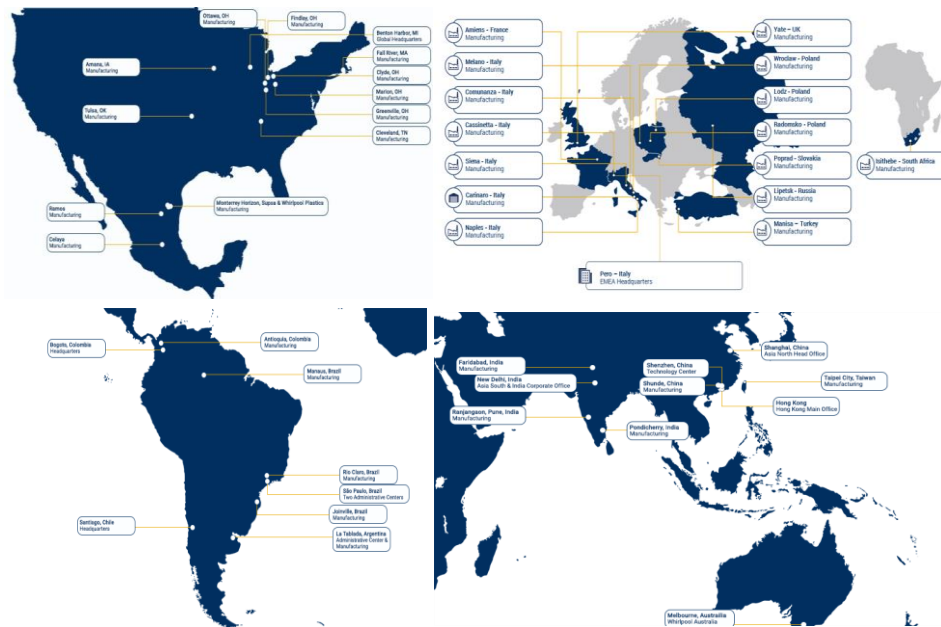 Ottawa, OH
Manufacturing
Findlay, OH
Manufacturing
Benton Harbor, MI
Global Headquarters
Amana, IA
Manufacturing
Fall River, MA
Manufacturing
Clyde, OH
Manufacturing
Marion, OH
Manufacturing
Tulsa, OK
Manufacturing
Greenville, OH
Manufacturing
Cleveland, TN
Manufacturing
Ramos
Manufacturing
Monterrey Horizon, Supsa & Whirlpool Plastics
Manufacturing
Celaya
Manufacturing
Amiens - France
Manufacturing
Melano - Italy
Manufacturing
Comunanza - Italy
Manufacturing
Cassinetta - Italy
Manufacturing
Siena - Italy
Manufacturing
Carinaro - Italy
Manufacturing
Naples - Italy
Manufacturing
Yate – UK
Manufacturing
Wroclaw - Poland
Manufacturing
Lodz - Poland
Manufacturing
Radomsko - Poland
Manufacturing
Poprad - Slovakia
Manufacturing
Lipetsk - Russia
Manufacturing
Manisa – Turkey
Manufacturing
Pero – Italy
EMEA Headquarters
Isithebe - South Africa
Manufacturing
Bogota, Colombia
Headquarters
Antioquia, Colombia
Manufacturing
Manaus, Brazil
Manufacturing
Rio Claro, Brazil
Manufacturing
São Paulo, Brazil
Two Administrative Centers
Joinville, Brazil
Manufacturing
Santiago, Chile
Headquarters
La Tablada, Argentina
Administrative Center &
Manufacturing
Shanghai, China
Asia North Head Office
Faridabad, India
Manufacturing
Shenzhen, China
Technology Center
New Delhi, India
Asia South & India Corporate Office
Shunde, China
Manufacturing
Taipei City, Taiwan
Manufacturing
Hong Kong
Hong Kong Main Office
Ranjangaon, Pune, India
Manufacturing
Pondicherry, India
Manufacturing
Melbourne, Austrailia
Whirlpool Australia